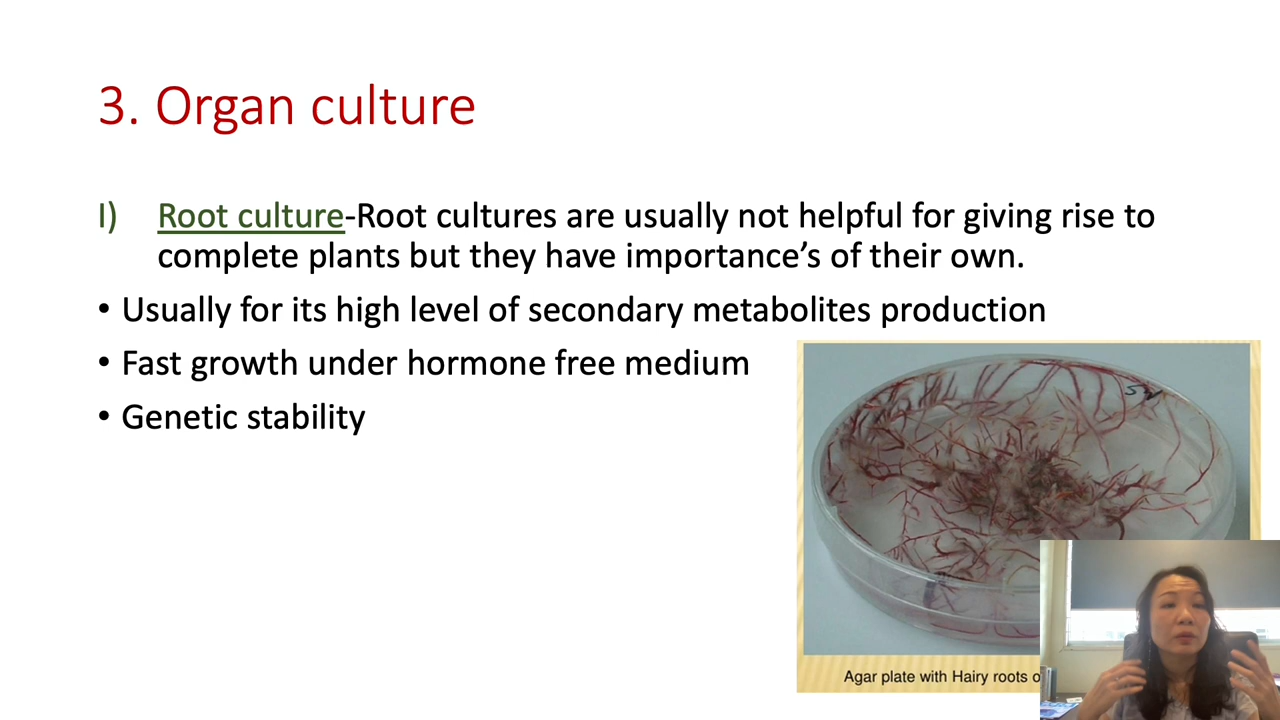 3. Organ culture
I) Root culture-Root cultures are usually not helpful for giving rise to
complete plants but they have importance’s of their own.
• Usually for its high level of secondary metabolites production
• Fast growth under hormone free medium
• Genetic stability
Agar plate with Hairy roots